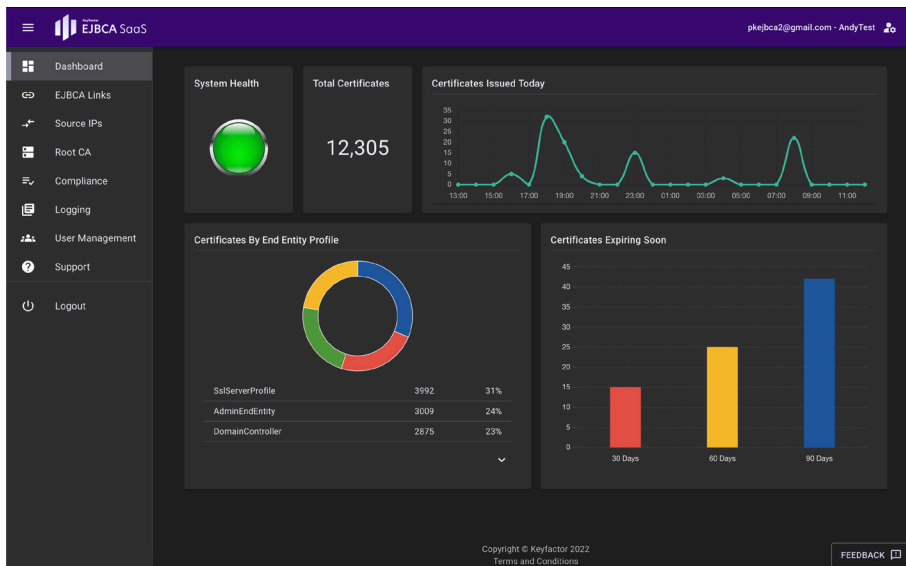 Keyfactor
EJBCA SaaS
pkejbca2@gmail.com - AndyTest
Dashboard
EJBCA Links
Source IPs
Root CA
Compliance
Logging
User Management
Support
Logout
System Health
Total Certificates
12,305
Certificates Issued Today
35
30
25
20
15
10
5
0
13:00 15:00 17:00 19:00 21:00 23:00 01:00 03:00 05:00 07:00 09:00 11:00
Certificates By End Entity Profile
SslServerProfile 3992 31%
AdminEndEntity 3009 24%
DomainController 2875 23%
Certificates Expiring Soon
45
40
35
30
25
20
15
10
5
0
30 Days 60 Days 90 Days
Copyright © Keyfactor 2022
Terms and Conditions
FEEDBACK